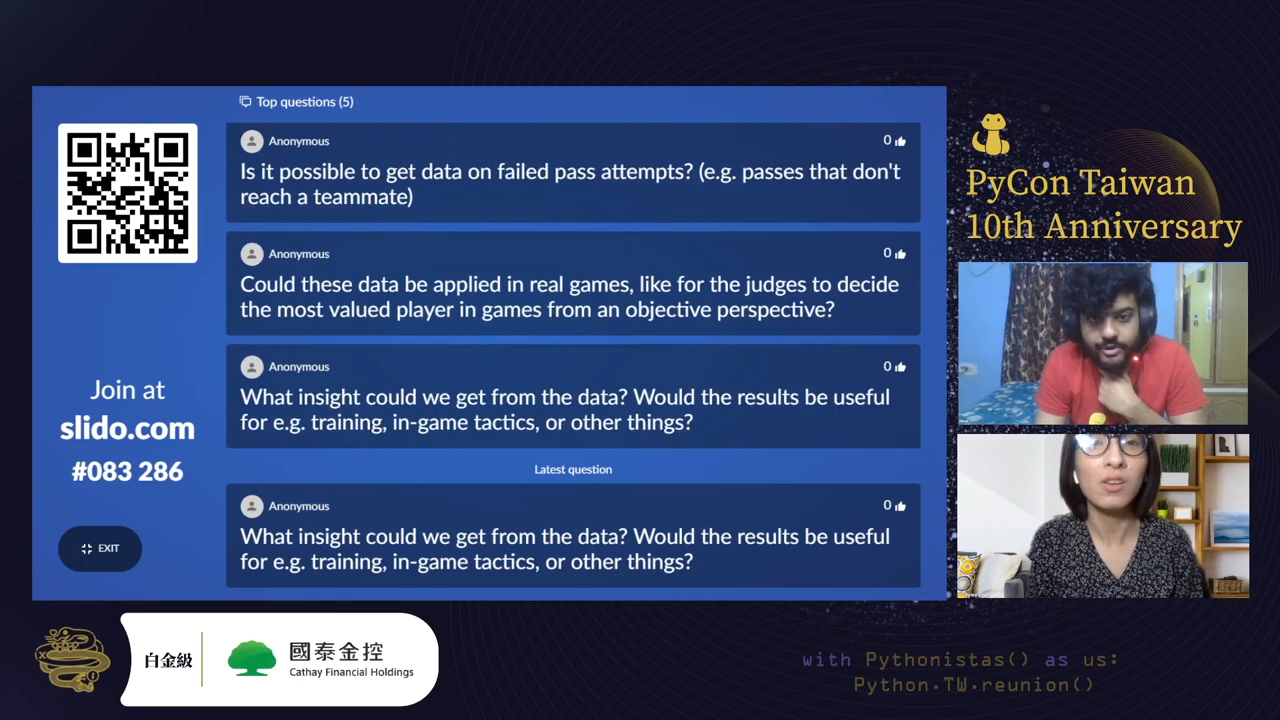 Top questions (5)
Anonymous
0
Is it possible to get data on failed pass attempts? (e.g. passes that don't
reach a teammate)
Anonymous
0
Could these data be applied in real games, like for the judges to decide
the most valued player in games from an objective perspective?
Anonymous
0
What insight could we get from the data? Would the results be useful
for e.g. training, in-game tactics, or other things?
Latest question
Anonymous
0
What insight could we get from the data? Would the results be useful
for e.g. training, in-game tactics, or other things?
Join at
slido.com
#083 286
EXIT
PyCon Taiwan
10th Anniversary
白金級
國泰金控
Cathay Financial Holdings
with Pythonistas() as us:
Python.TW.reunion()